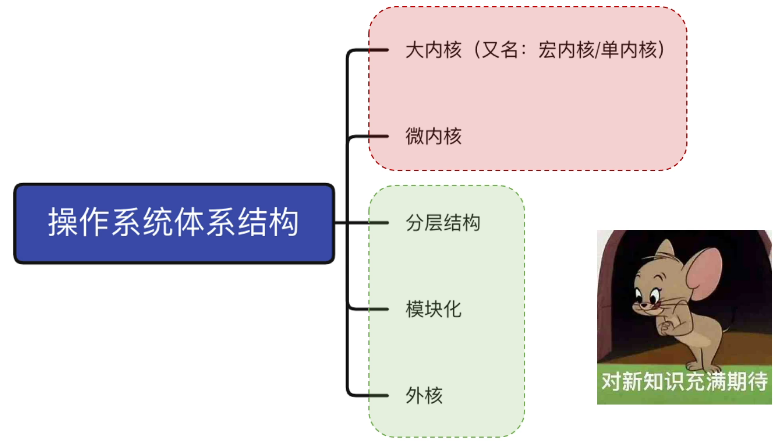 大内核（又名：宏内核/单内核）
微内核
操作系统体系结构
分层结构
模块化
外核
对新知识充满期待